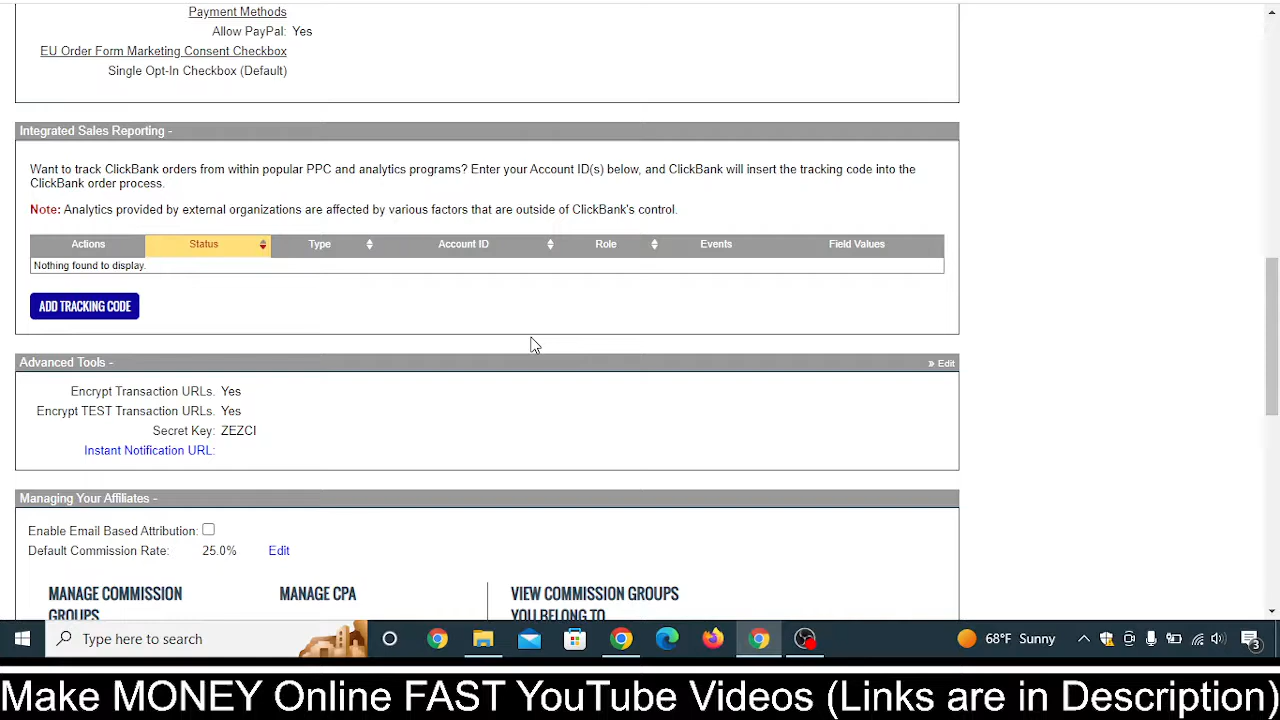 Payment Methods
Allow PayPal: Yes
EU Order Form Marketing Consent Checkbox
Single Opt-In Checkbox (Default)
Integrated Sales Reporting -
Want to track ClickBank orders from within popular PPC and analytics programs? Enter your Account ID(s) below, and ClickBank will insert the tracking code into the
ClickBank order process.
Note: Analytics provided by external organizations are affected by various factors that are outside of ClickBank's control.
Actions Status Type Account ID Role Events Field Values
Nothing found to display.
ADD TRACKING CODE
Advanced Tools - » Edit
Encrypt Transaction URLs. Yes
Encrypt TEST Transaction URLs. Yes
Secret Key: ZEZCI
Instant Notification URL:
Managing Your Affiliates -
Enable Email Based Attribution:
Default Commission Rate: 25.0% Edit
MANAGE COMMISSION MANAGE CPA VIEW COMMISSION GROUPS
GROUPS YOU BELONG TO
Type here to search 68°F Sunny 3
Make MONEY Online FAST YouTube Videos (Links are in Description)